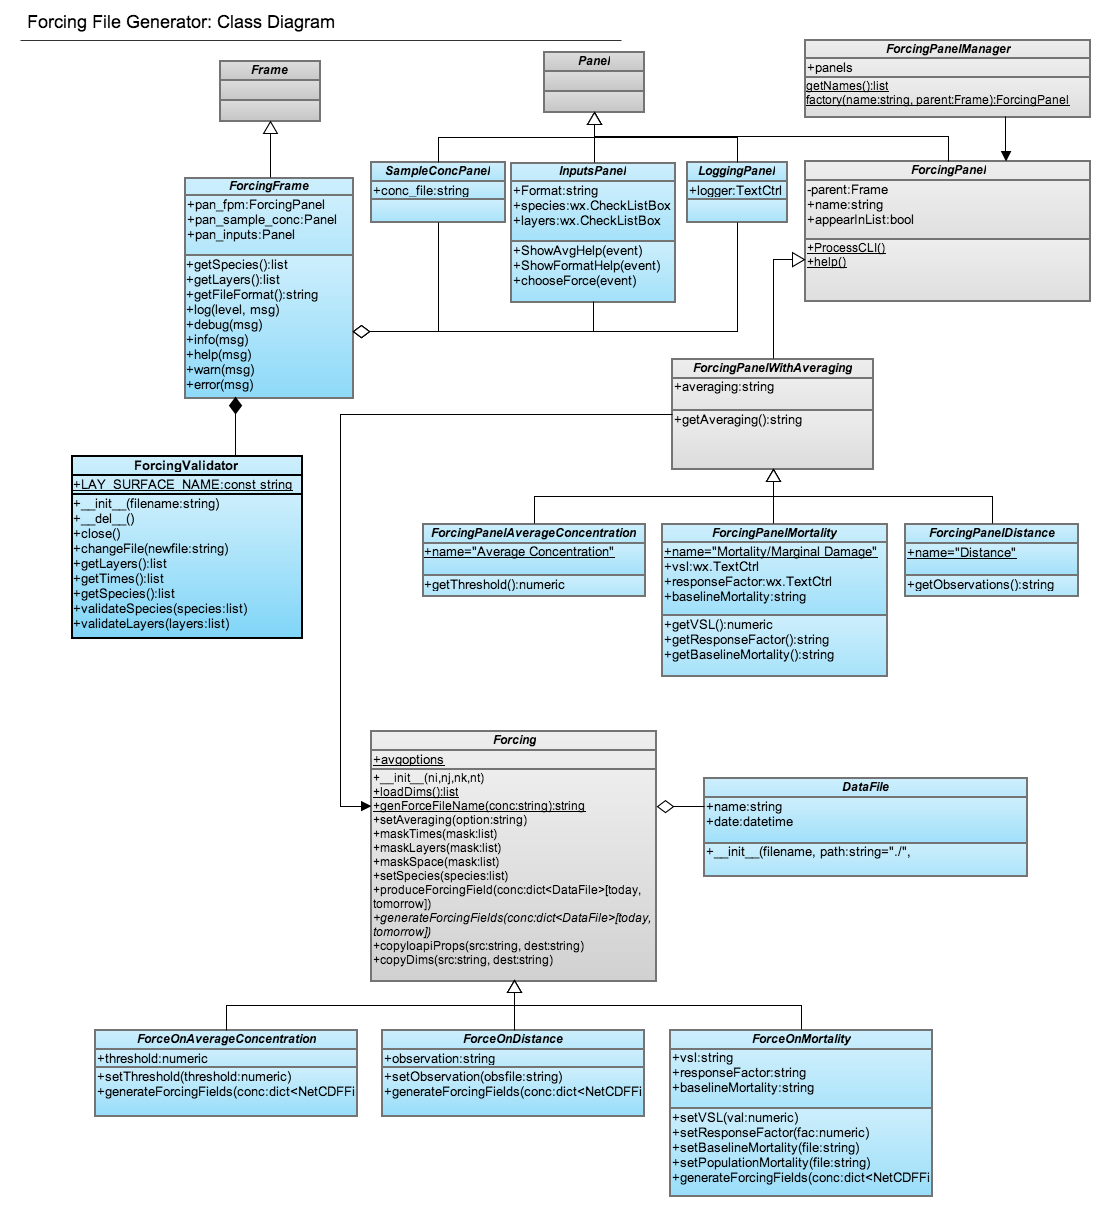 Forcing File Generator: Class Diagram
Frame
Panel
ForcingPanelManager
+panels
getNames():list
factory(name:string, parent:Frame):ForcingPanel
ForcingFrame
+pan_fpm:ForcingPanel
+pan_sample_conc:Panel
+pan_inputs:Panel
+getSpecies():list
+getLayers():list
+getFileFormat():string
+log(level, msg)
+debug(msg)
+info(msg)
+help(msg)
+warn(msg)
+error(msg)
SampleConcPanel
+conc_file:string
InputsPanel
+Format:string
+species:wx.CheckListBox
+layers:wx.CheckListBox
+ShowAvgHelp(event)
+ShowFormatHelp(event)
+chooseForce(event)
LoggingPanel
+logger:TextCtrl
ForcingPanel
-parent:Frame
+name:string
+appearInList:bool
+ProcessCLI()
+help()
ForcingPanelWithAveraging
+averaging:string
+getAveraging():string
ForcingValidator
+LAY_SURFACE_NAME:const string
+__init__(filename:string)
+__del__()
+close()
+changeFile(newfile:string)
+getLayers():list
+getTimes():list
+getSpecies():list
+validateSpecies(species:list)
+validateLayers(layers:list)
ForcingPanelAverageConcentration
+name="Average Concentration"
+getThreshold():numeric
ForcingPanelMortality
+name="Mortality/Marginal Damage"
+vsl:wx.TextCtrl
+responseFactor:wx.TextCtrl
+baselineMortality:string
+getVSL():numeric
+getResponseFactor():string
+getBaselineMortality():string
ForcingPanelDistance
+name="Distance"
+getObservations():string
Forcing
+avgoptions
+__init__(ni,nj,nk,nt)
+loadDims():list
+genForceFileName(conc:string):string
+setAveraging(option:string)
+maskTimes(mask:list)
+maskLayers(mask:list)
+maskSpace(mask:list)
+setSpecies(species:list)
+produceForcingField(conc:dict<DataFile>[today,
tomorrow])
+generateForcingFields(conc:dict<DataFile>[today,
tomorrow])
+copyIoapiProps(src:string, dest:string)
+copyDims(src:string, dest:string)
DataFile
+name:string
+date:datetime
+__init__(filename, path:string="./",
ForceOnAverageConcentration
+threshold:numeric
+setThreshold(threshold:numeric)
+generateForcingFields(conc:dict<NetCDFFi
ForceOnDistance
+observation:string
+setObservation(obsfile:string)
+generateForcingFields(conc:dict<NetCDFFi
ForceOnMortality
+vsl:string
+responseFactor:string
+baselineMortality:string
+setVSL(val:numeric)
+setResponseFactor(fac:numeric)
+setBaselineMortality(file:string)
+setPopulationMortality(file:string)
+generateForcingFields(conc:dict<NetCDFFi